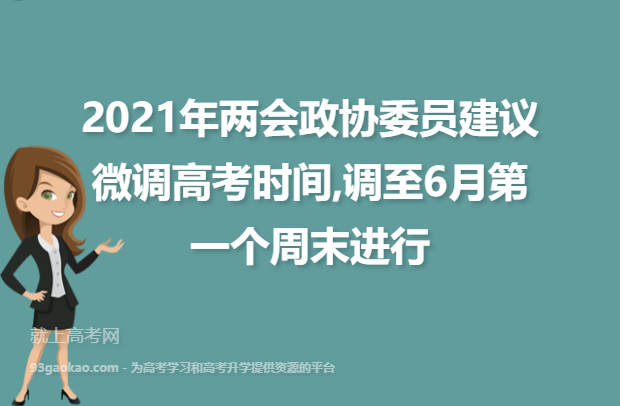 2021年两会政协委员建议
微调高考时间,调至6月第
一个周末进行
就上高考网
93gaokao.com - 为高考学习和高考升学提供资源的平台